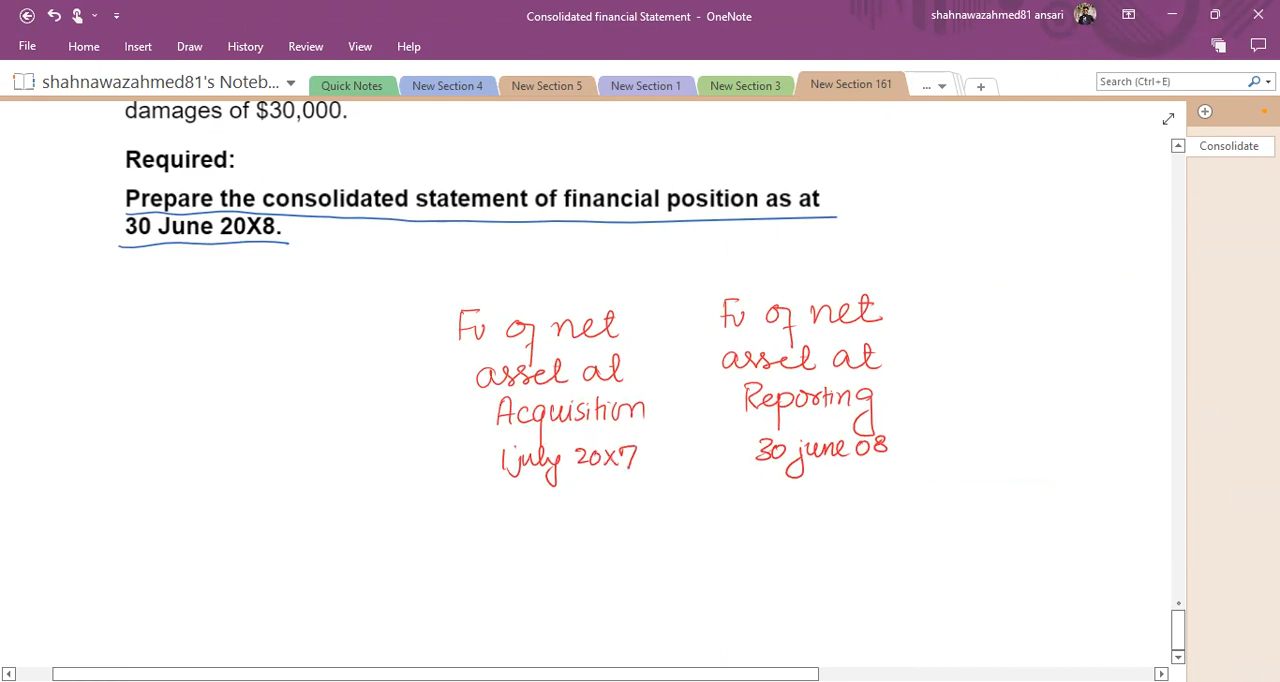 Consolidated financial Statement - OneNote
shahnawazahmed81 ansari
File Home Insert Draw History Review View Help
shahnawazahmed81's Noteb...
Quick Notes
New Section 4
New Section 5
New Section 1
New Section 3
New Section 161
...
Search (Ctrl+E)
Consolidate
damages of $30,000.
Required:
Prepare the consolidated statement of financial position as at
30 June 20X8.
Fv of net
asset at
Acquisition
1 july 20X7
Fv of net
asset at
Reporting
30 june 08